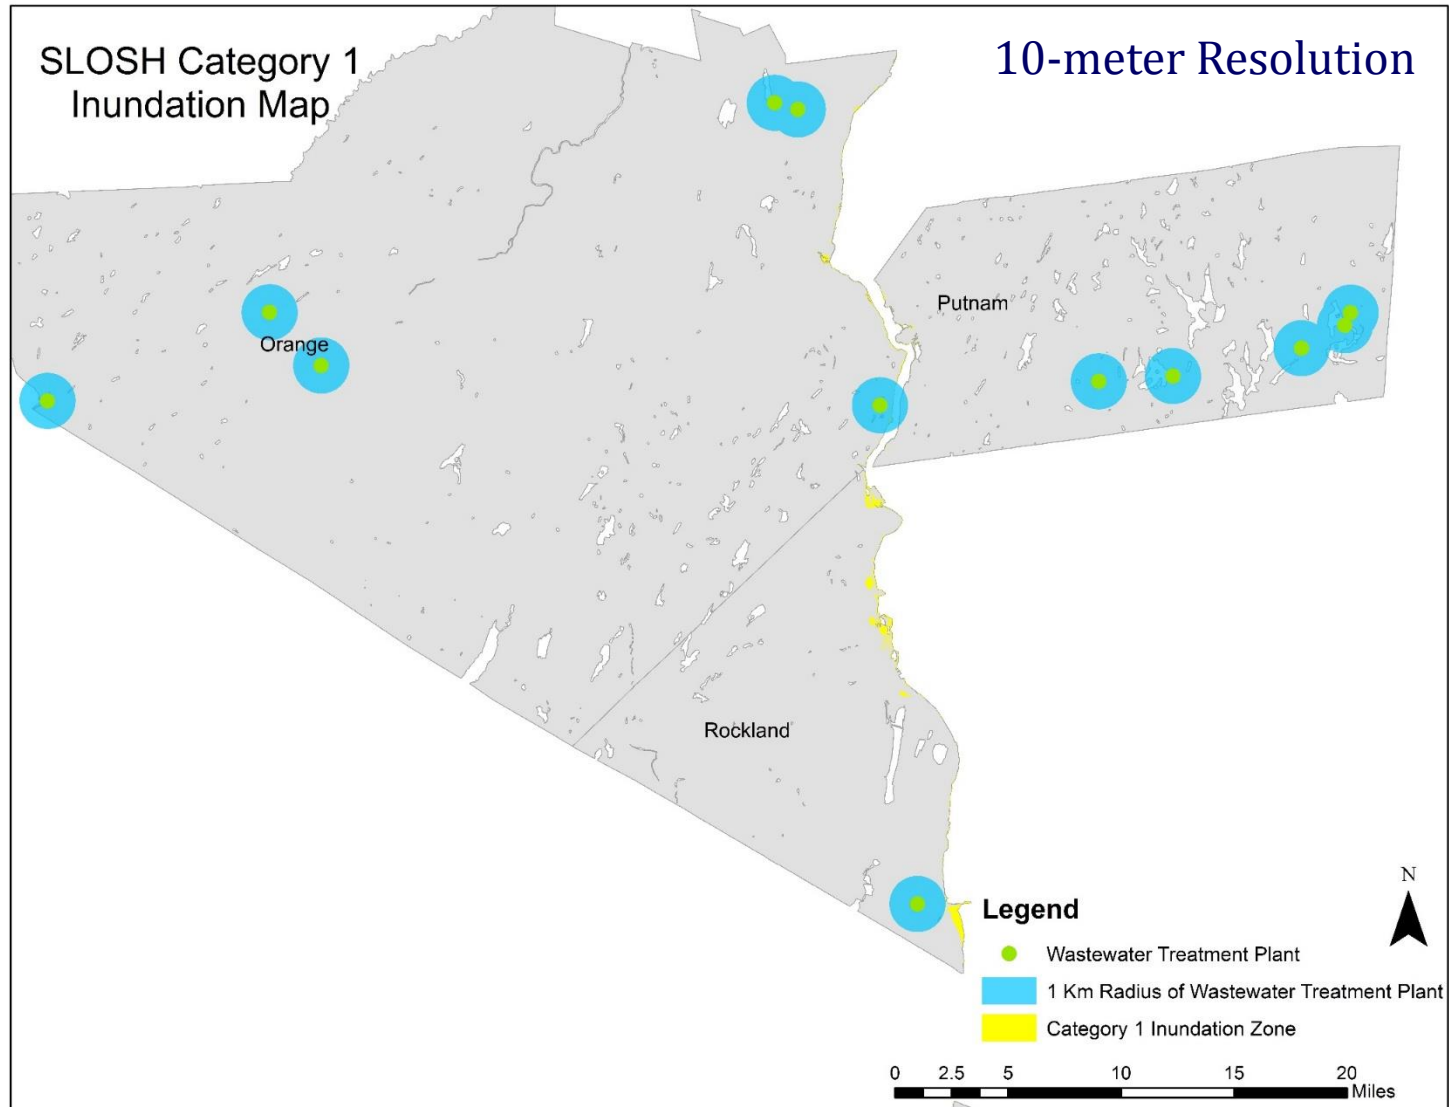 SLOSH Category 1
Inundation Map
10-meter Resolution
Putnam
Orange
Rockland
N
Legend
Wastewater Treatment Plant
1 Km Radius of Wastewater Treatment Plant
Category 1 Inundation Zone
0 2.5 5 10 15 20
Miles